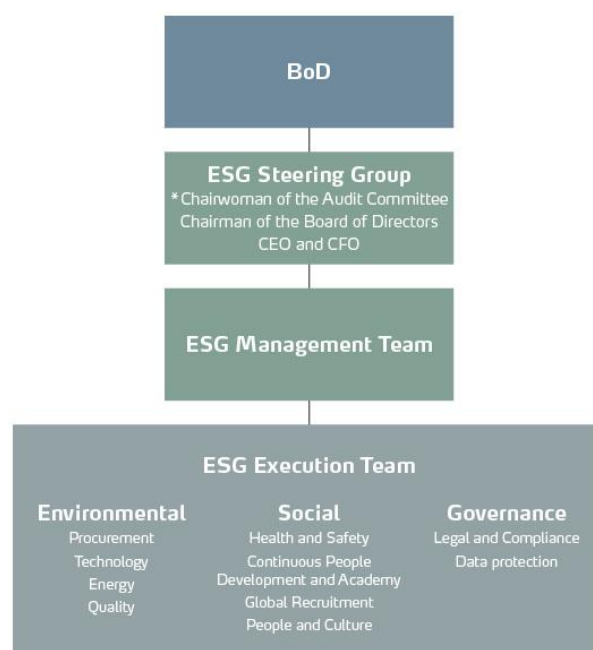 BoD
ESG Steering Group
*Chairwoman of the Audit Committee
Chairman of the Board of Directors
CEO and CFO
ESG Management Team
ESG Execution Team
Environmental
Procurement
Technology
Energy
Quality
Social
Health and Safety
Continuous People
Development and Academy
Global Recruitment
People and Culture
Governance
Legal and Compliance
Data protection